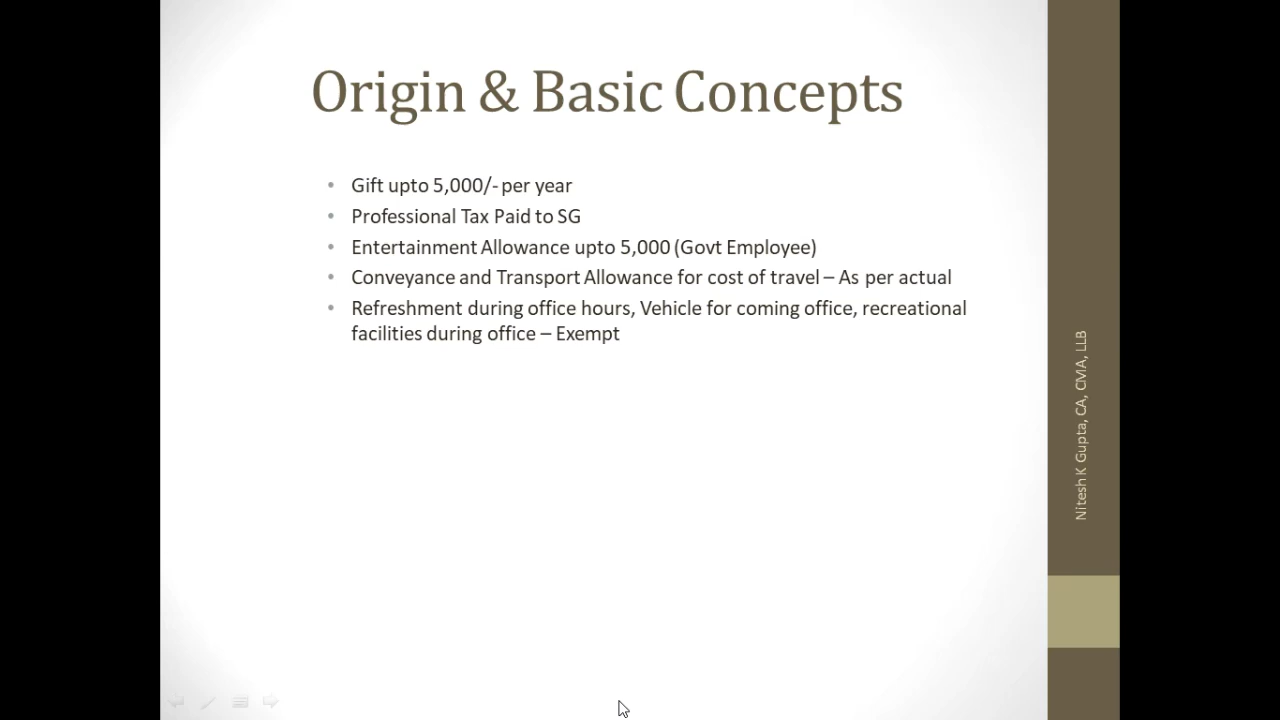 Origin & Basic Concepts
• Gift upto 5,000/- per year
• Professional Tax Paid to SG
• Entertainment Allowance upto 5,000 (Govt Employee)
• Conveyance and Transport Allowance for cost of travel – As per actual
• Refreshment during office hours, Vehicle for coming office, recreational
facilities during office – Exempt
Nitesh K Gupta, CA, CMA, LLB